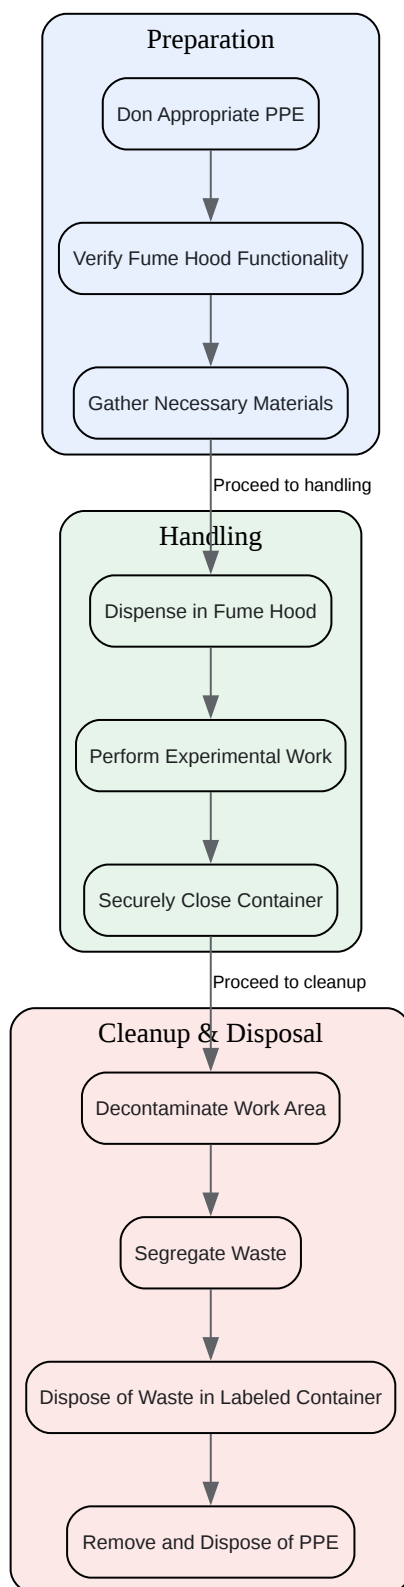 Preparation
Don Appropriate PPE
Verify Fume Hood Functionality
Gather Necessary Materials
Proceed to handling
Handling
Dispense in Fume Hood
Perform Experimental Work
Securely Close Container
Proceed to cleanup
Cleanup & Disposal
Decontaminate Work Area
Segregate Waste
Dispose of Waste in Labeled Container
Remove and Dispose of PPE